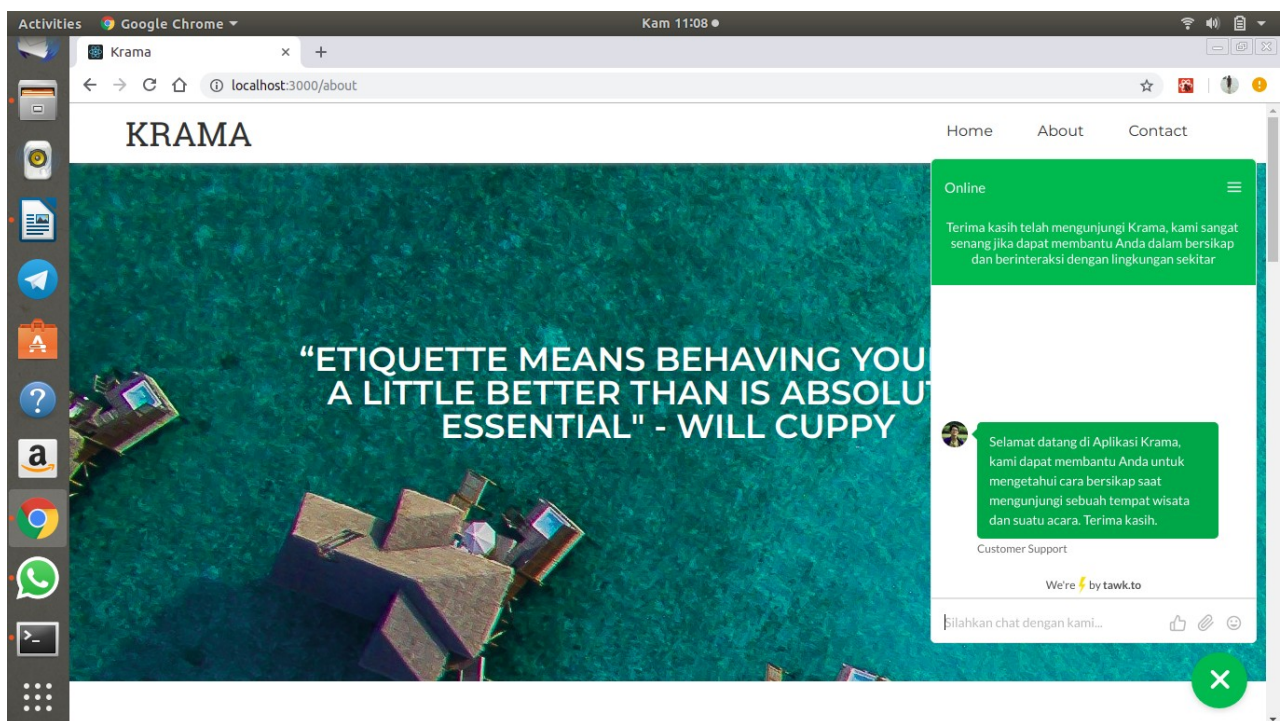 Activities Google Chrome Kam 11:08
Krama
localhost:3000/about
KRAMA
Home About Contact
Online
Terima kasih telah mengunjungi Krama, kami sangat
senang jika dapat membantu Anda dalam bersikap
dan berinteraksi dengan lingkungan sekitar
“ETIQUETTE MEANS BEHAVING YOU
A LITTLE BETTER THAN IS ABSOLU
ESSENTIAL" - WILL CUPPY
Selamat datang di Aplikasi Krama,
kami dapat membantu Anda untuk
mengetahui cara bersikap saat
mengunjungi sebuah tempat wisata
dan suatu acara. Terima kasih.
Customer Support
We're by tawk.to
Silahkan chat dengan kami...